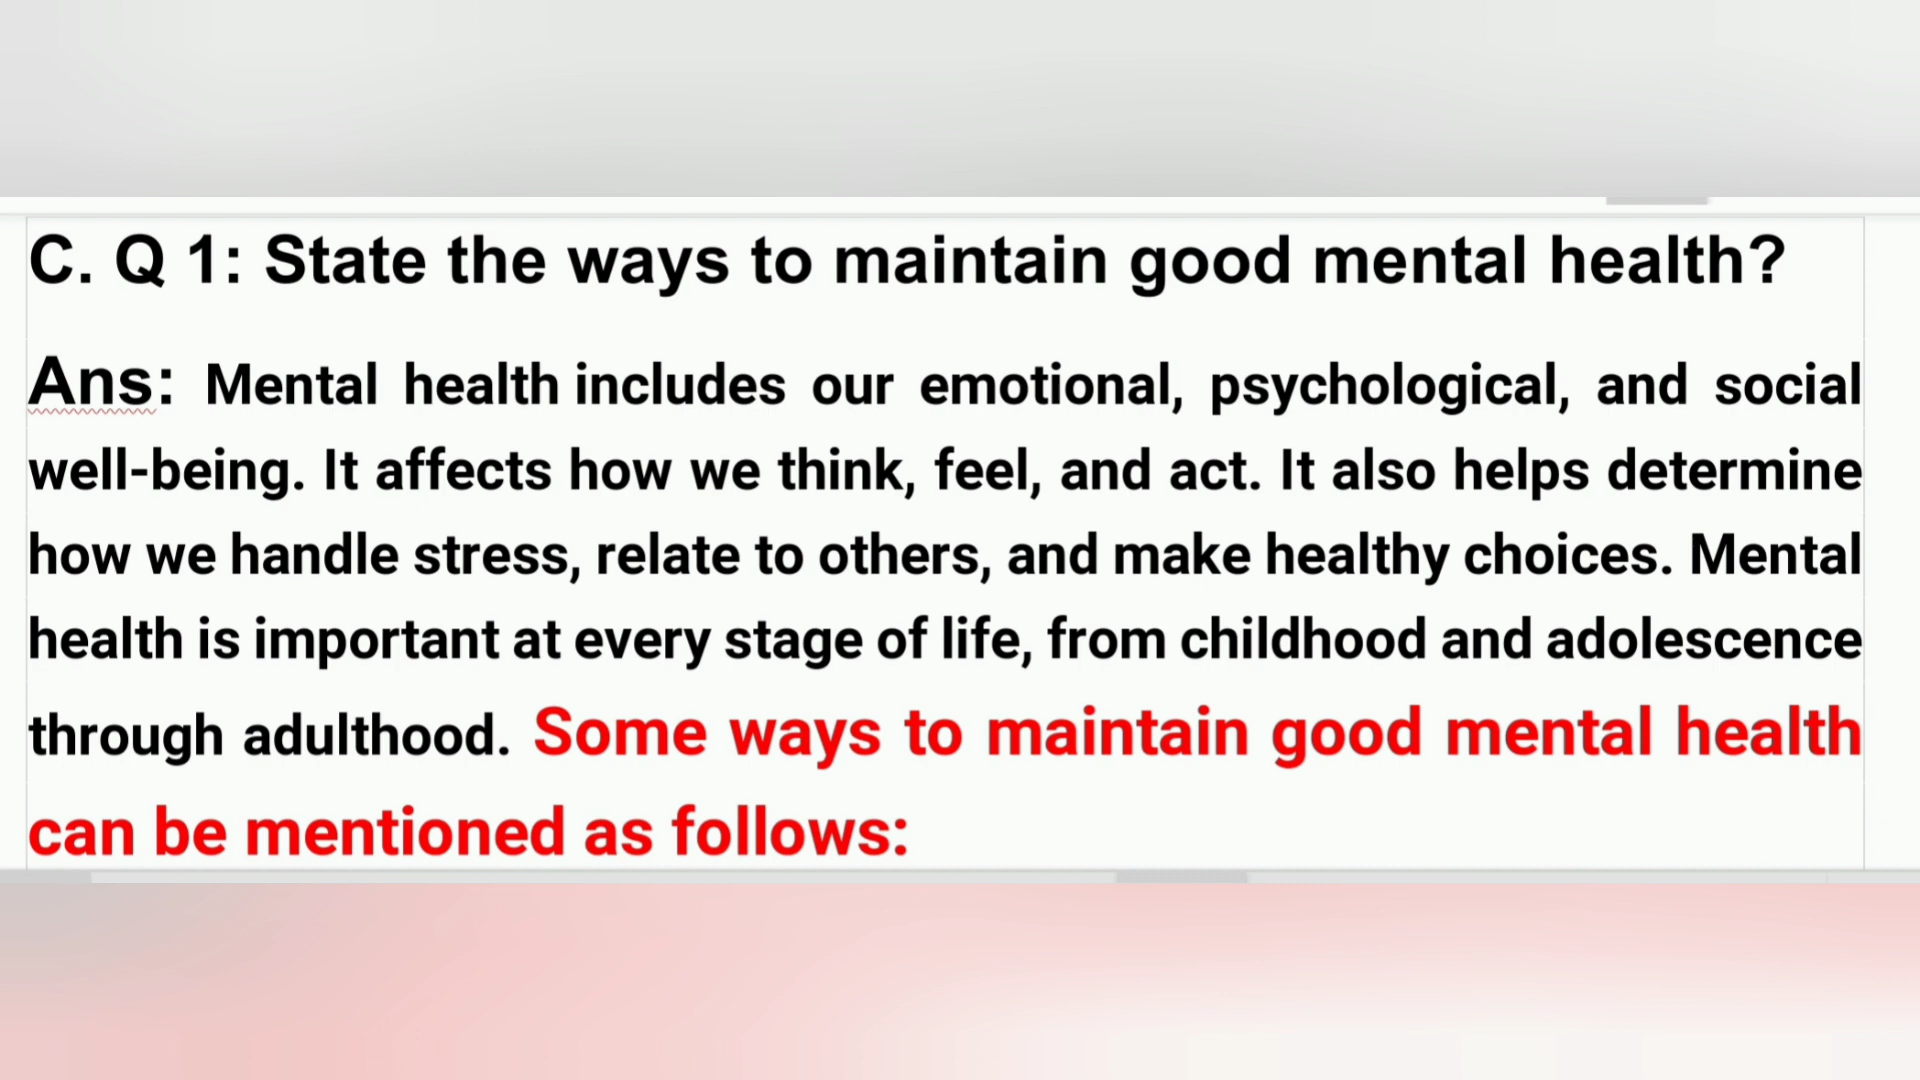 C. Q 1: State the ways to maintain good mental health?
Ans: Mental health includes our emotional, psychological, and social
well-being. It affects how we think, feel, and act. It also helps determine
how we handle stress, relate to others, and make healthy choices. Mental
health is important at every stage of life, from childhood and adolescence
through adulthood. Some ways to maintain good mental health
can be mentioned as follows: